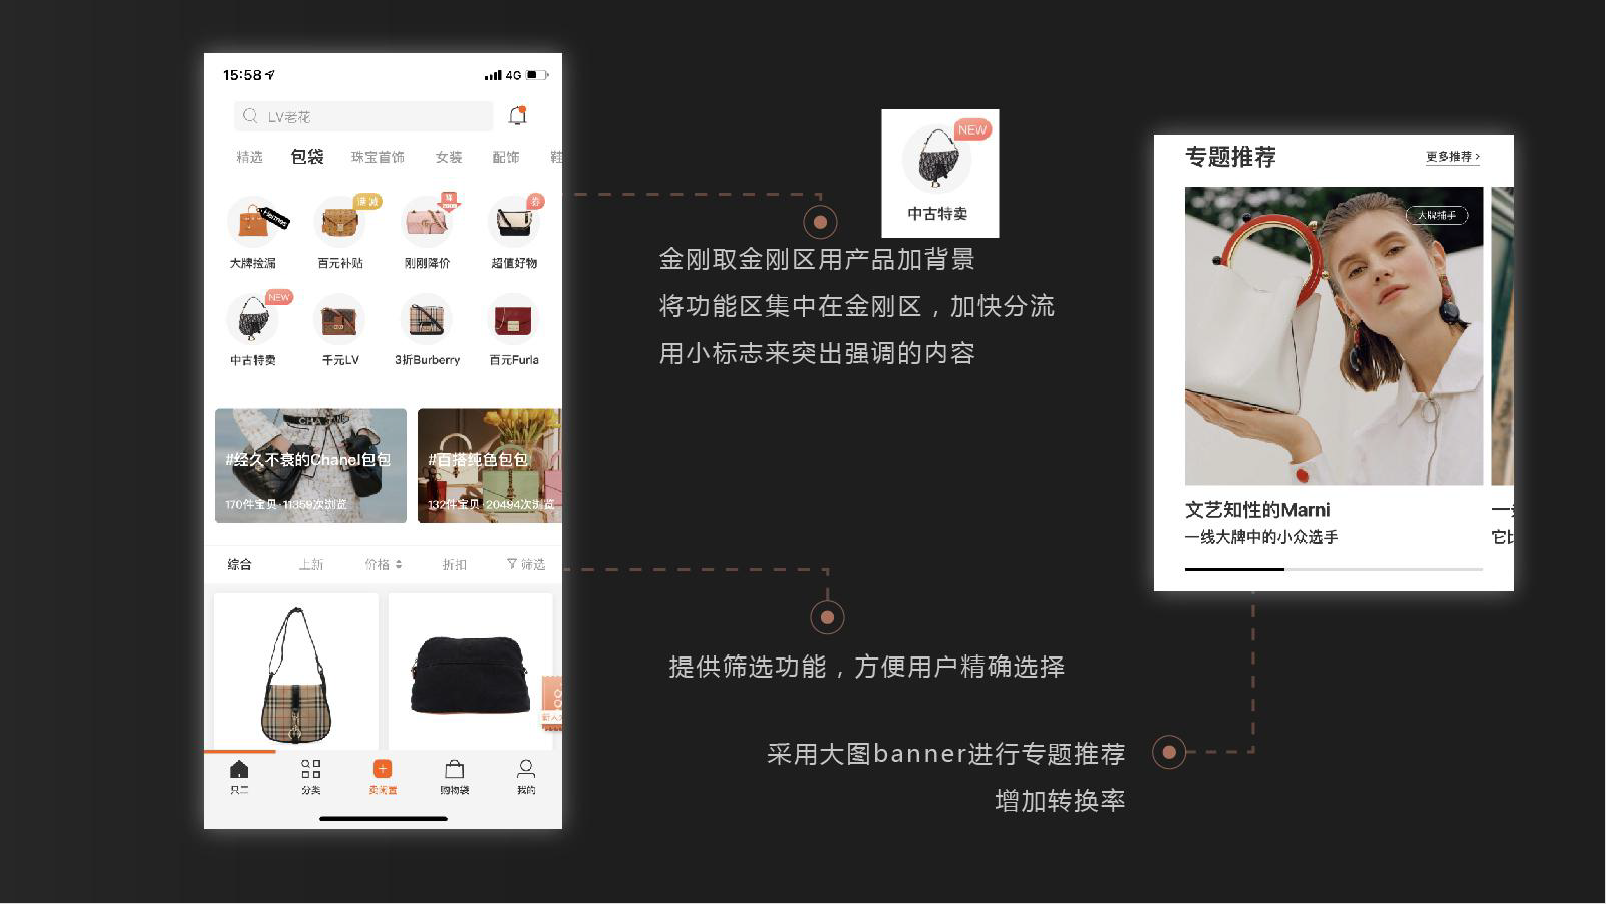 15:58
4G
LV老花
精选 包袋 珠宝首饰 女装 配饰 鞋
满减
券
大牌捡漏 百元补贴 刚刚降价 超值好物
NEW
中古特卖 千元LV 3折Burberry 百元Furla
#经久不衰的Chanel包包
170件宝贝·11359次浏览
#百搭纯色包包
132件宝贝·20494次浏览
综合 上新 价格 折扣 筛选
只二 分类 卖闲置 购物袋 我的
NEW
中古特卖
金刚取金刚区用产品加背景
将功能区集中在金刚区，加快分流
用小标志来突出强调的内容
提供筛选功能，方便用户精确选择
采用大图banner进行专题推荐
增加转换率
专题推荐
更多推荐 >
大牌捕手
文艺知性的Marni
一线大牌中的小众选手
它比